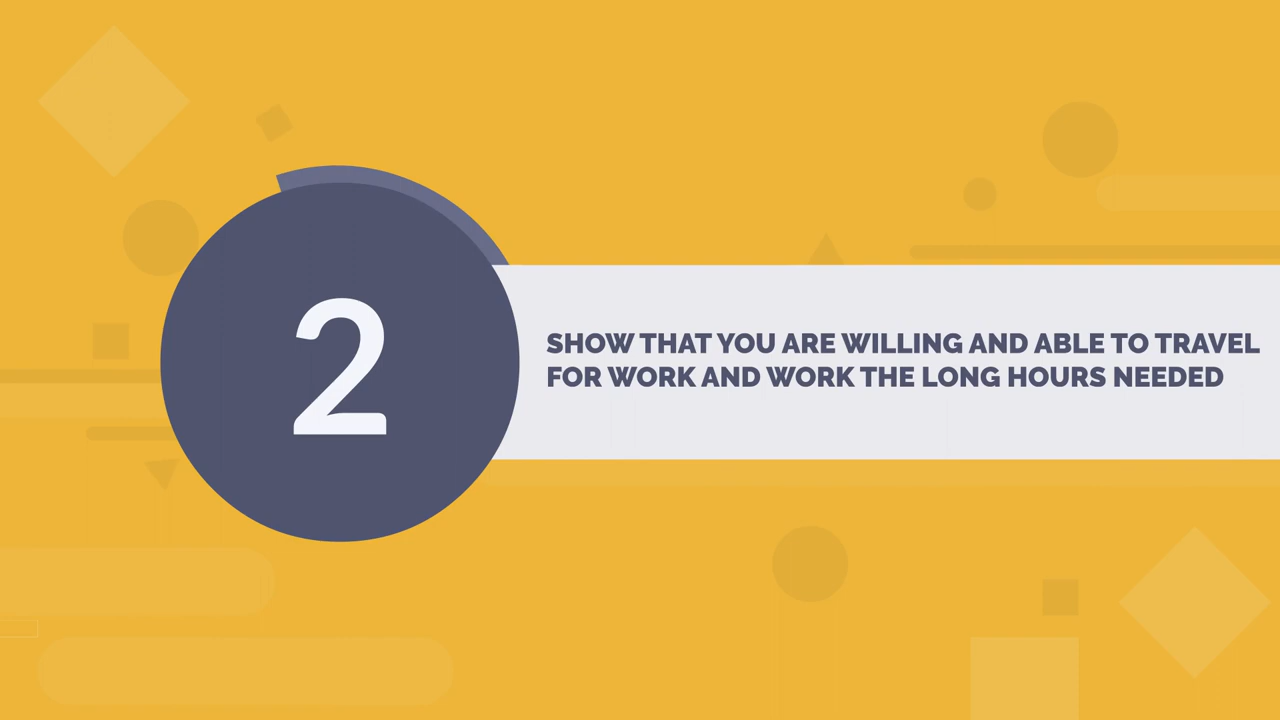 2
SHOW THAT YOU ARE WILLING AND ABLE TO TRAVEL
FOR WORK AND WORK THE LONG HOURS NEEDED